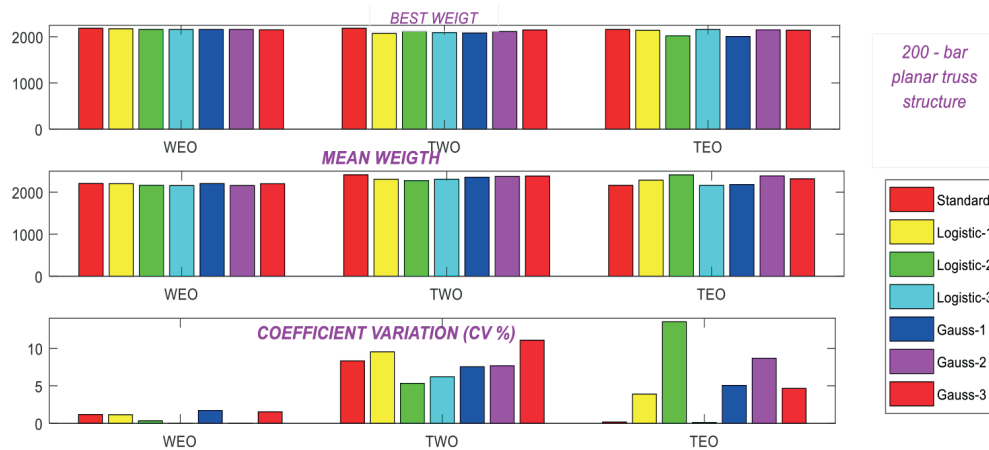 BEST WEIGT
2000
1000
0
WEO TWO TEO
MEAN WEIGTH
2000
1000
0
WEO TWO TEO
COEFFICIENT VARIATION (CV %)
10
5
0
WEO TWO TEO
200 - bar
planar truss
structure
Standard
Logistic-1
Logistic-2
Logistic-3
Gauss-1
Gauss-2
Gauss-3